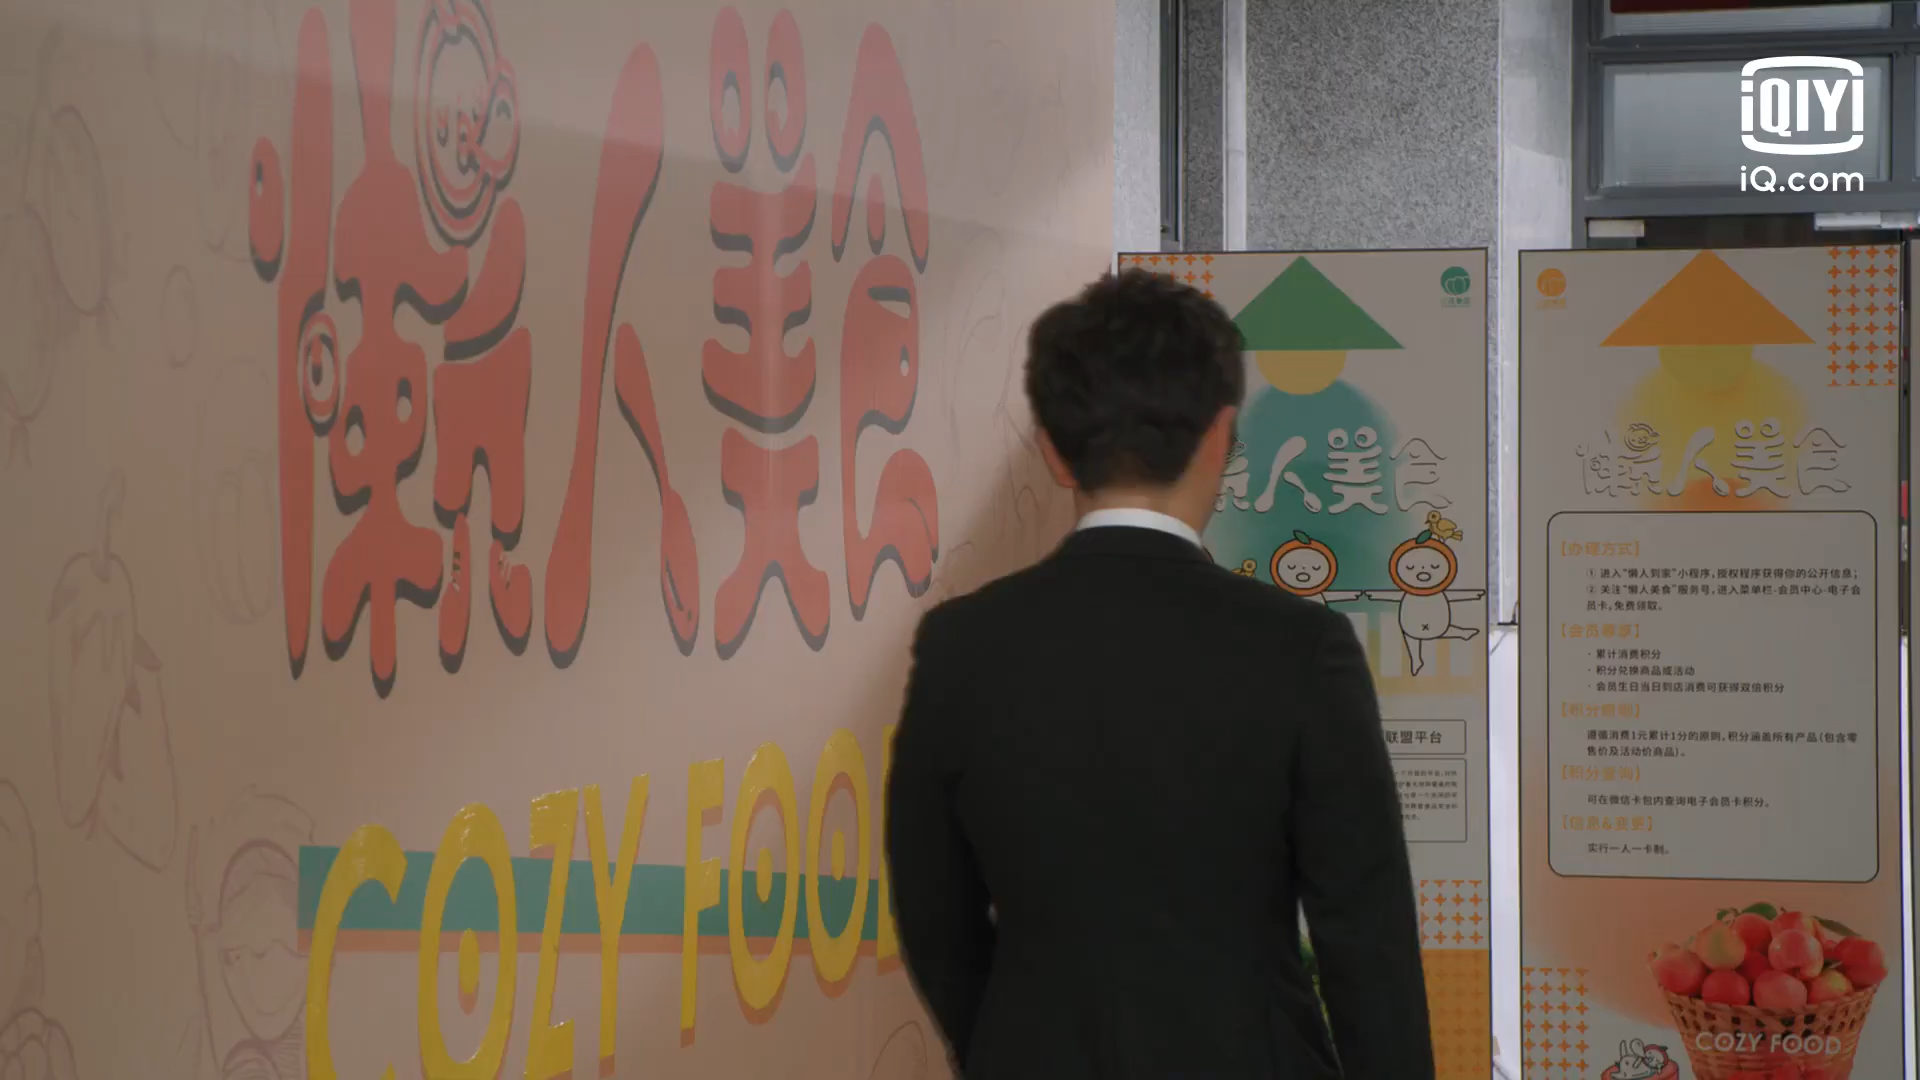 懒人美食
COZY FOOD
iQIYI
iQ.com
懒人美食
联盟平台
懒人美食
【办理方式】
① 进入“懒人到家”小程序，授权程序获得你的公开信息；
② 关注“懒人美食”服务号，进入菜单栏-会员中心-电子会
员卡，免费领取。
【会员尊享】
· 累计消费积分
· 积分兑换商品或活动
· 会员生日当日到店消费可获得双倍积分
【积分原则】
遵循消费1元累计1分的原则，积分涵盖所有产品（包含零
售价及活动价商品）。
【积分查询】
可在微信卡包内查询电子会员卡积分。
【信息&变更】
实行一人一卡制。
COZY FOOD